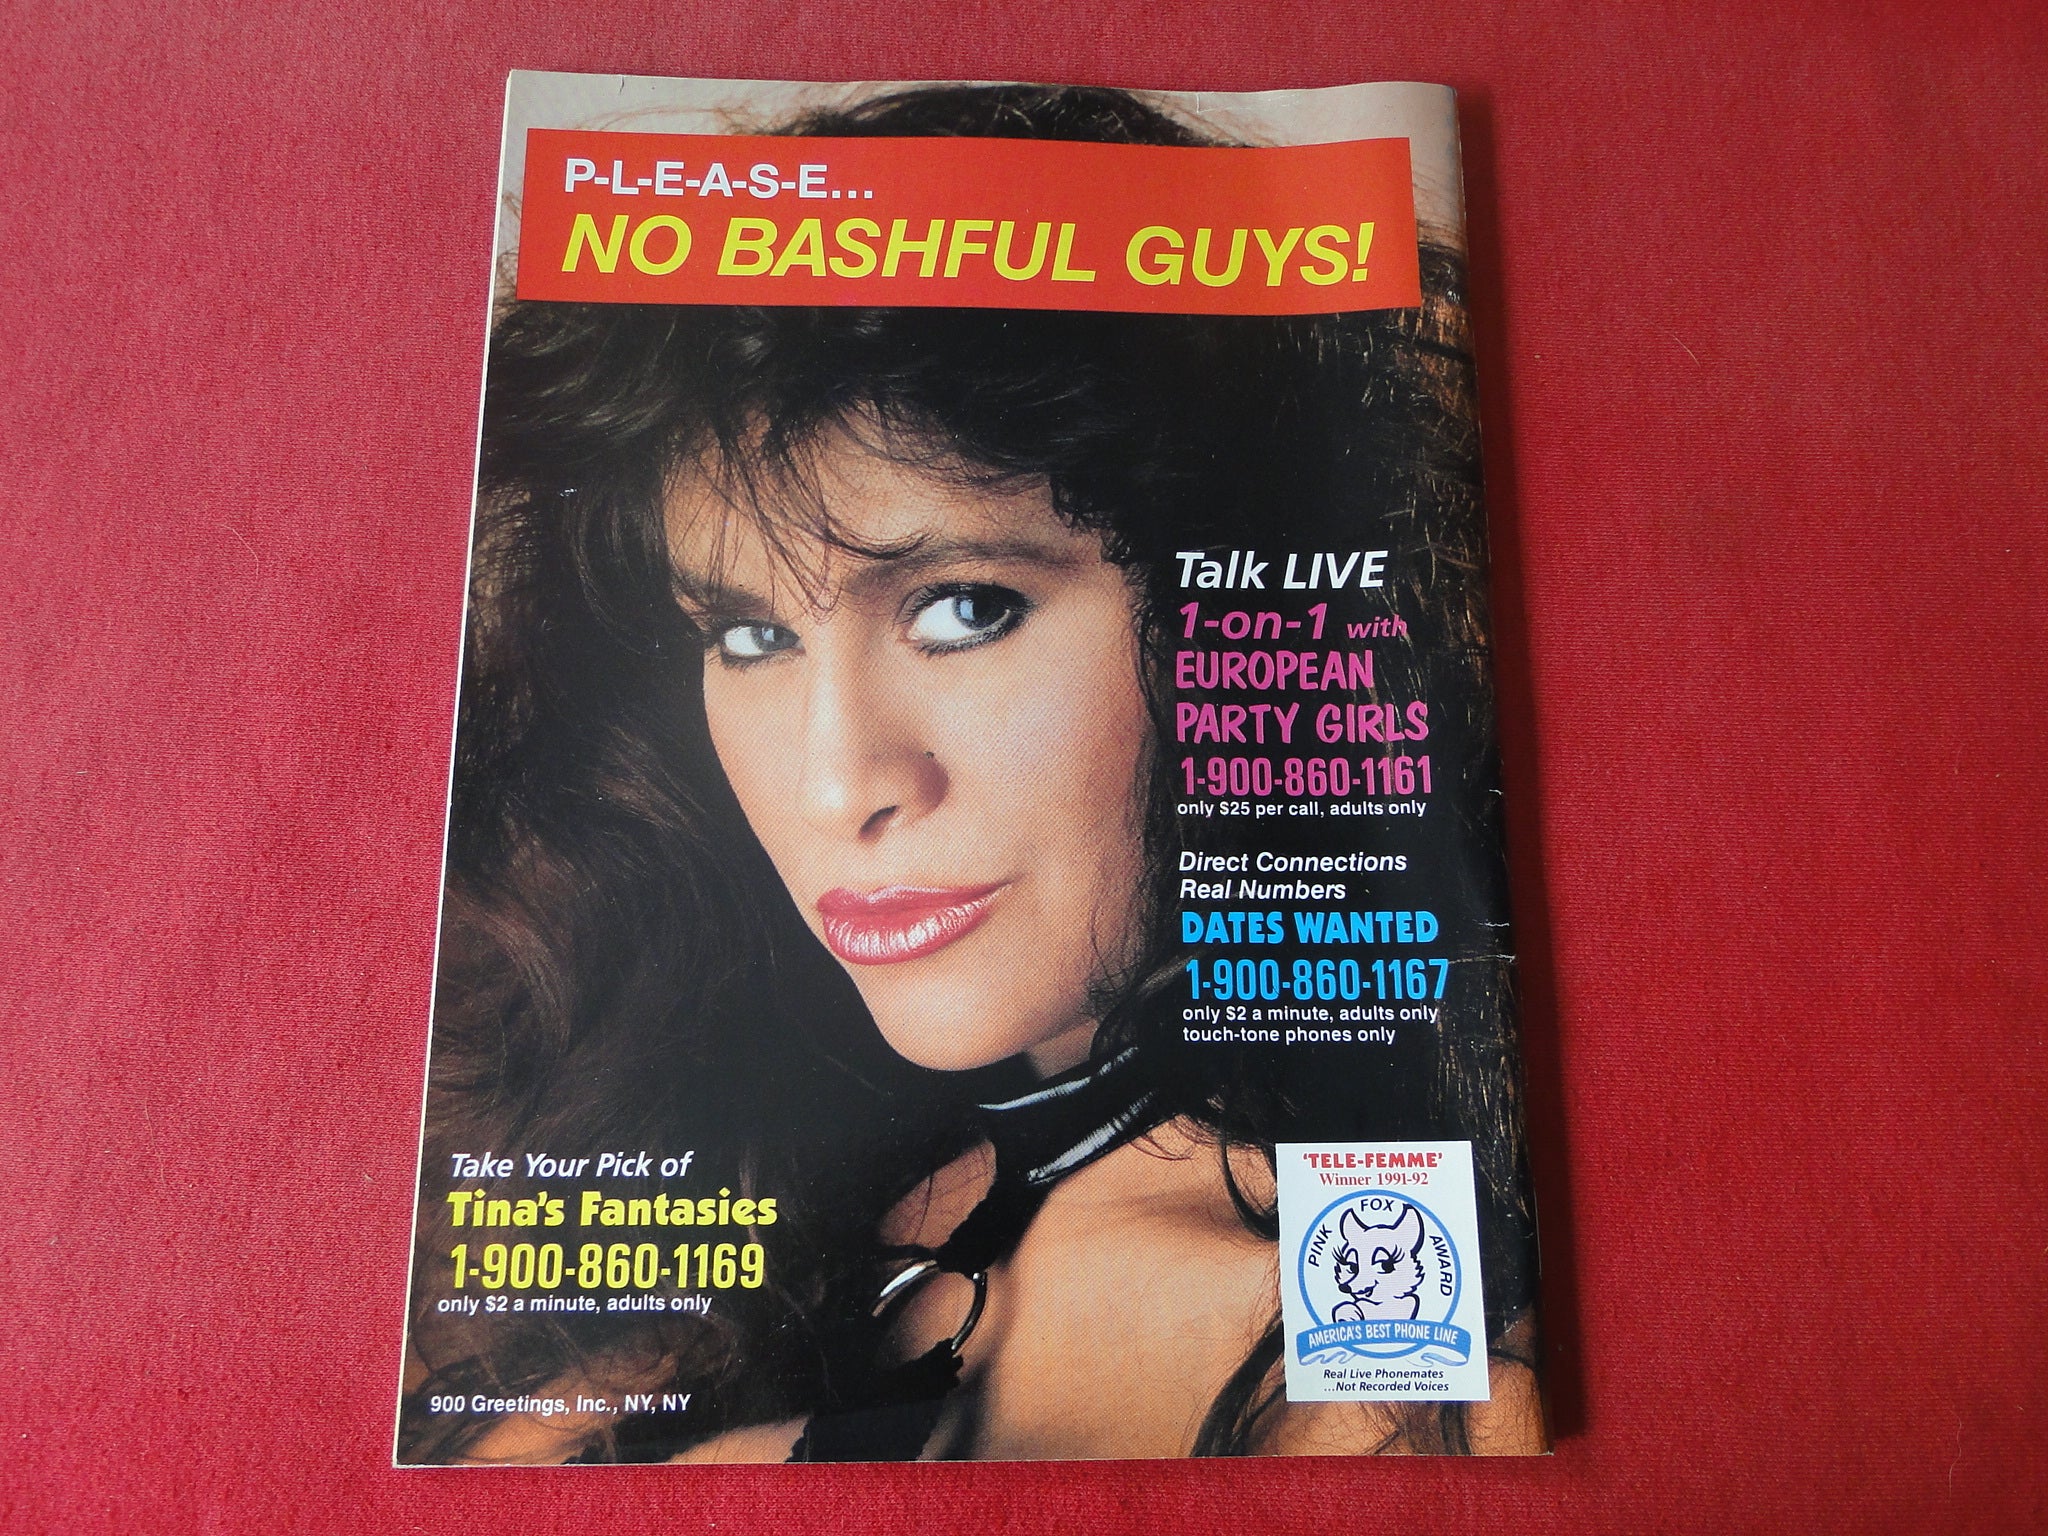 P-L-E-A-S-E...
NO BASHFUL GUYS!
Talk LIVE
1-on-1 with
EUROPEAN
PARTY GIRLS
1-900-860-1161
only $25 per call, adults only
Direct Connections
Real Numbers
DATES WANTED
1-900-860-1167
only $2 a minute, adults only
touch-tone phones only
Take Your Pick of
Tina's Fantasies
1-900-860-1169
only $2 a minute, adults only
900 Greetings, Inc., NY, NY
'TELE-FEMME'
Winner 1991-92
PINK FOX AWARD
AMERICA'S BEST PHONE LINE
Real Live Phonemates
...Not Recorded Voices